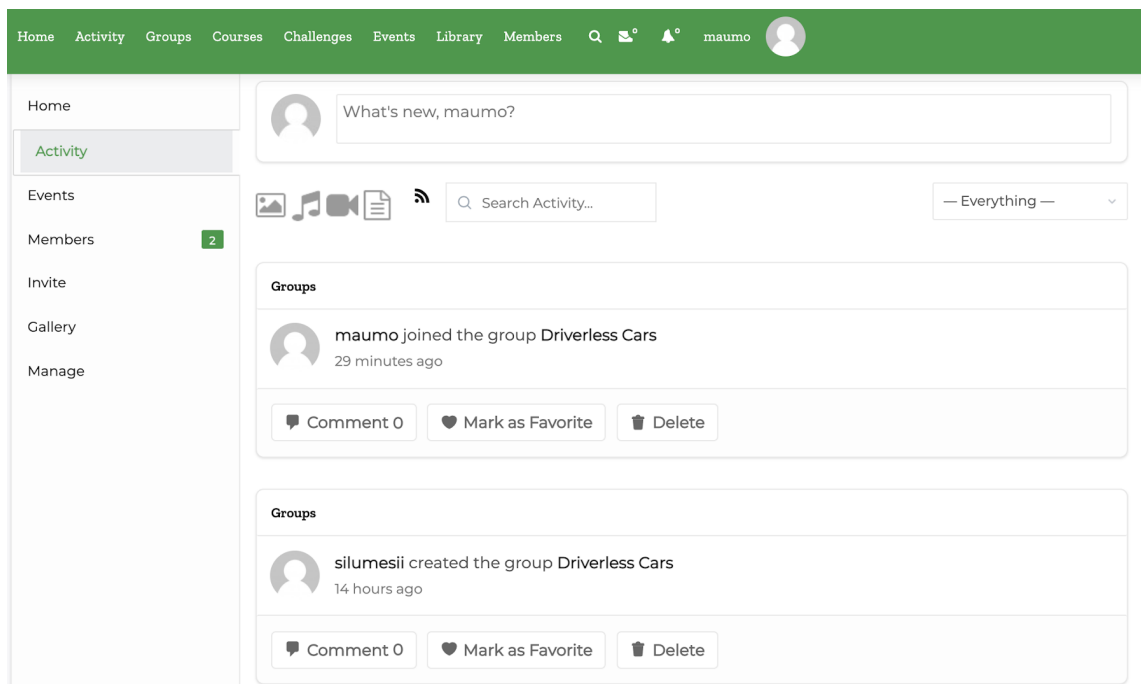 Home Activity Groups Courses Challenges Events Library Members 0 0 maumo
Home
Activity
Events
Members 2
Invite
Gallery
Manage
What's new, maumo?
Search Activity...
— Everything —
Groups
maumo joined the group Driverless Cars
29 minutes ago
Comment 0 Mark as Favorite Delete
Groups
silumesii created the group Driverless Cars
14 hours ago
Comment 0 Mark as Favorite Delete